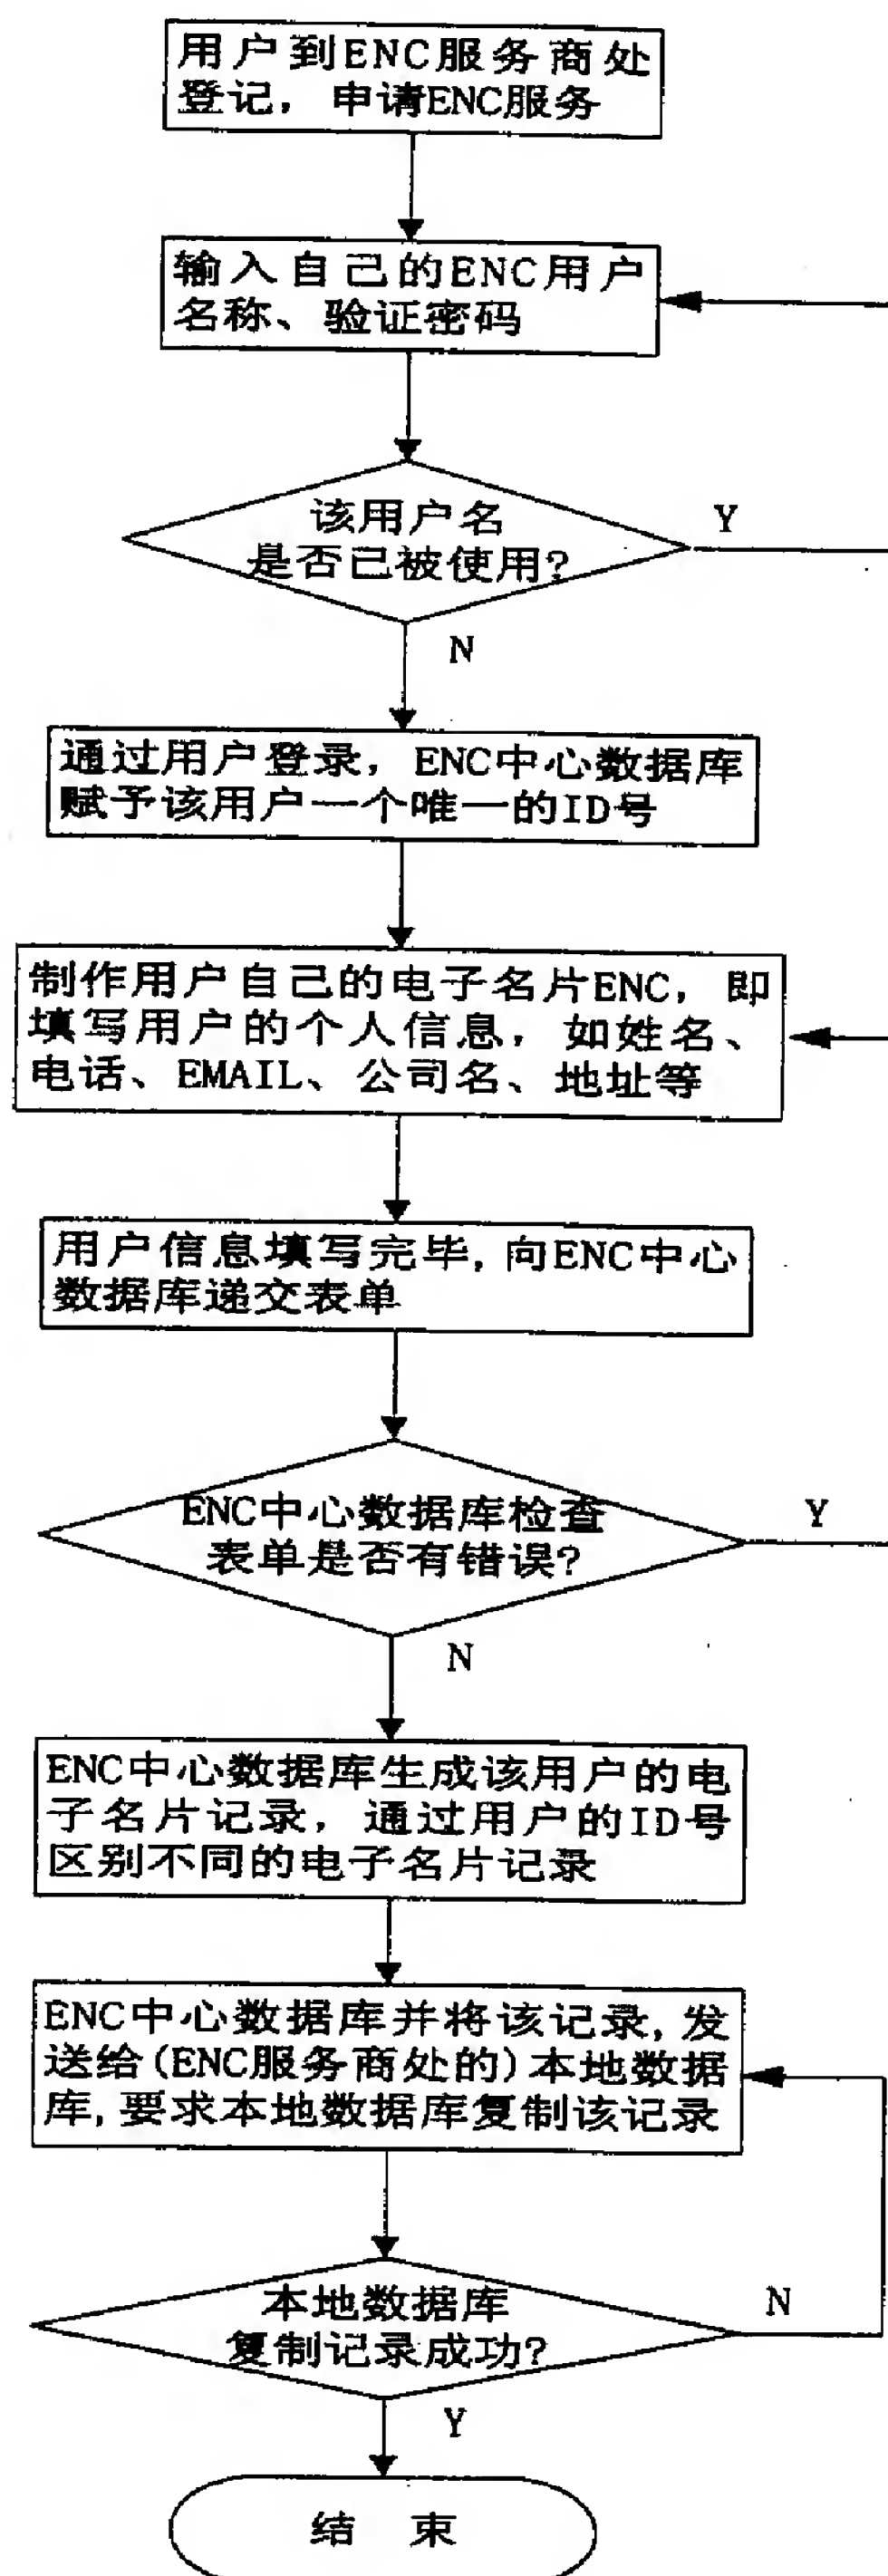 用户到ENC服务商处
登记，申请ENC服务
输入自己的ENC用户
名称、验证密码
该用户名
是否已被使用?
Y
N
通过用户登录，ENC中心数据库
赋予该用户一个唯一的ID号
制作用户自己的电子名片ENC，即
填写用户的个人信息，如姓名、
电话、EMAIL、公司名、地址等
用户信息填写完毕,向ENC中心
数据库递交表单
ENC中心数据库检查
表单是否有错误?
Y
N
ENC中心数据库生成该用户的电
子名片记录，通过用户的ID号
区别不同的电子名片记录
ENC中心数据库并将该记录,发
送给(ENC服务商处的)本地数据
库,要求本地数据库复制该记录
本地数据库
复制记录成功?
N
Y
结 束